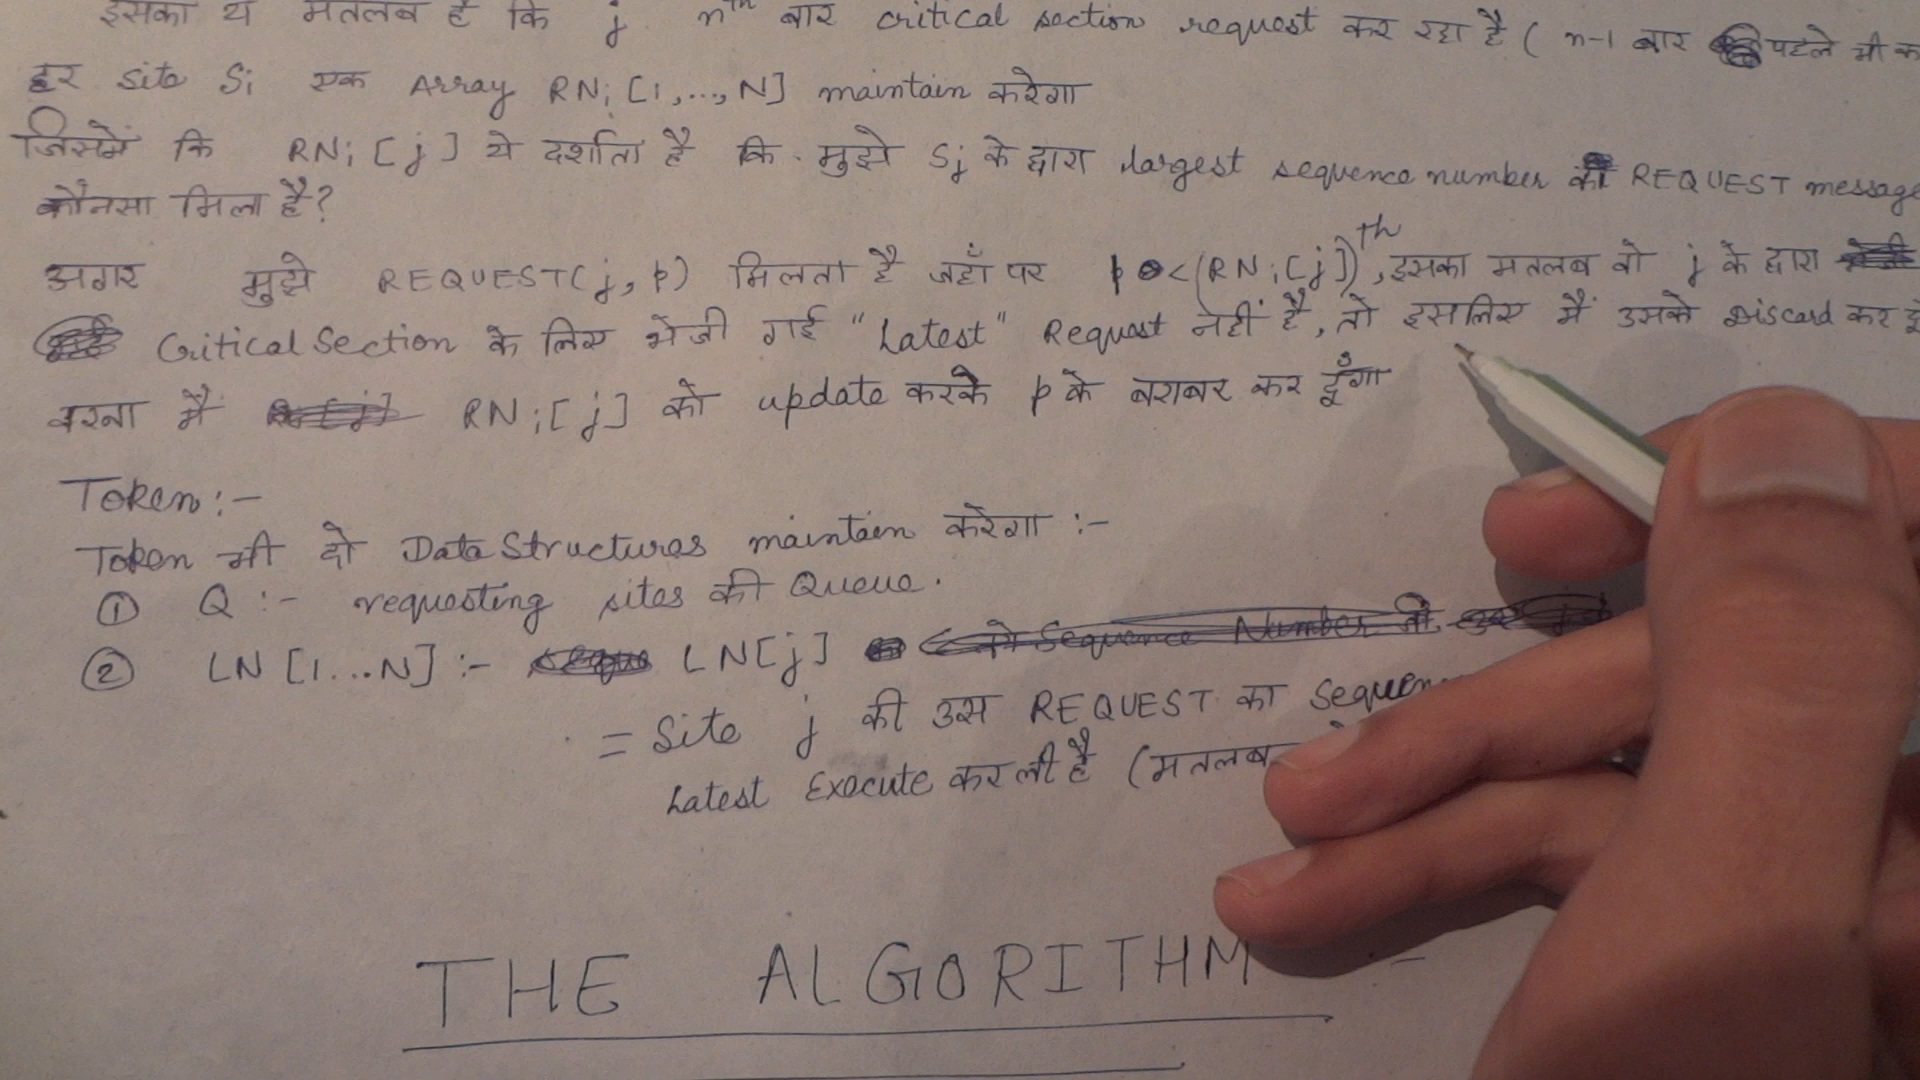 इसका य मतलब है कि j nth बार critical section request कर रहा है ( n-1 बार पहले भी
हर site Si एक Array RNi [1,...,N] maintain करेगा
जिसमें कि RNi [j] ये दर्शाता है कि मुझे Sj के द्वारा largest sequence number की REQUEST message
कौनसा मिला है?
अगर मुझे REQUEST(j, p) मिलता है जहाँ पर p < (RNi[j])th, इसका मतलब वो j के द्वारा
Critical Section के लिए भेजी गई "Latest" Request नहीं है, तो इसलिए मैं उसको Discard कर
वरना मैं RNi[j] को update करके p के बराबर कर दूँगा
Token:-
Token भी दो Data Structures maintain करेगा :-
① Q :- requesting sites की Queue.
② LN [1...N] :- LN[j]
= Site j की उस REQUEST का
Latest Execute कर ली है (मतलब
THE ALGORITHM :-